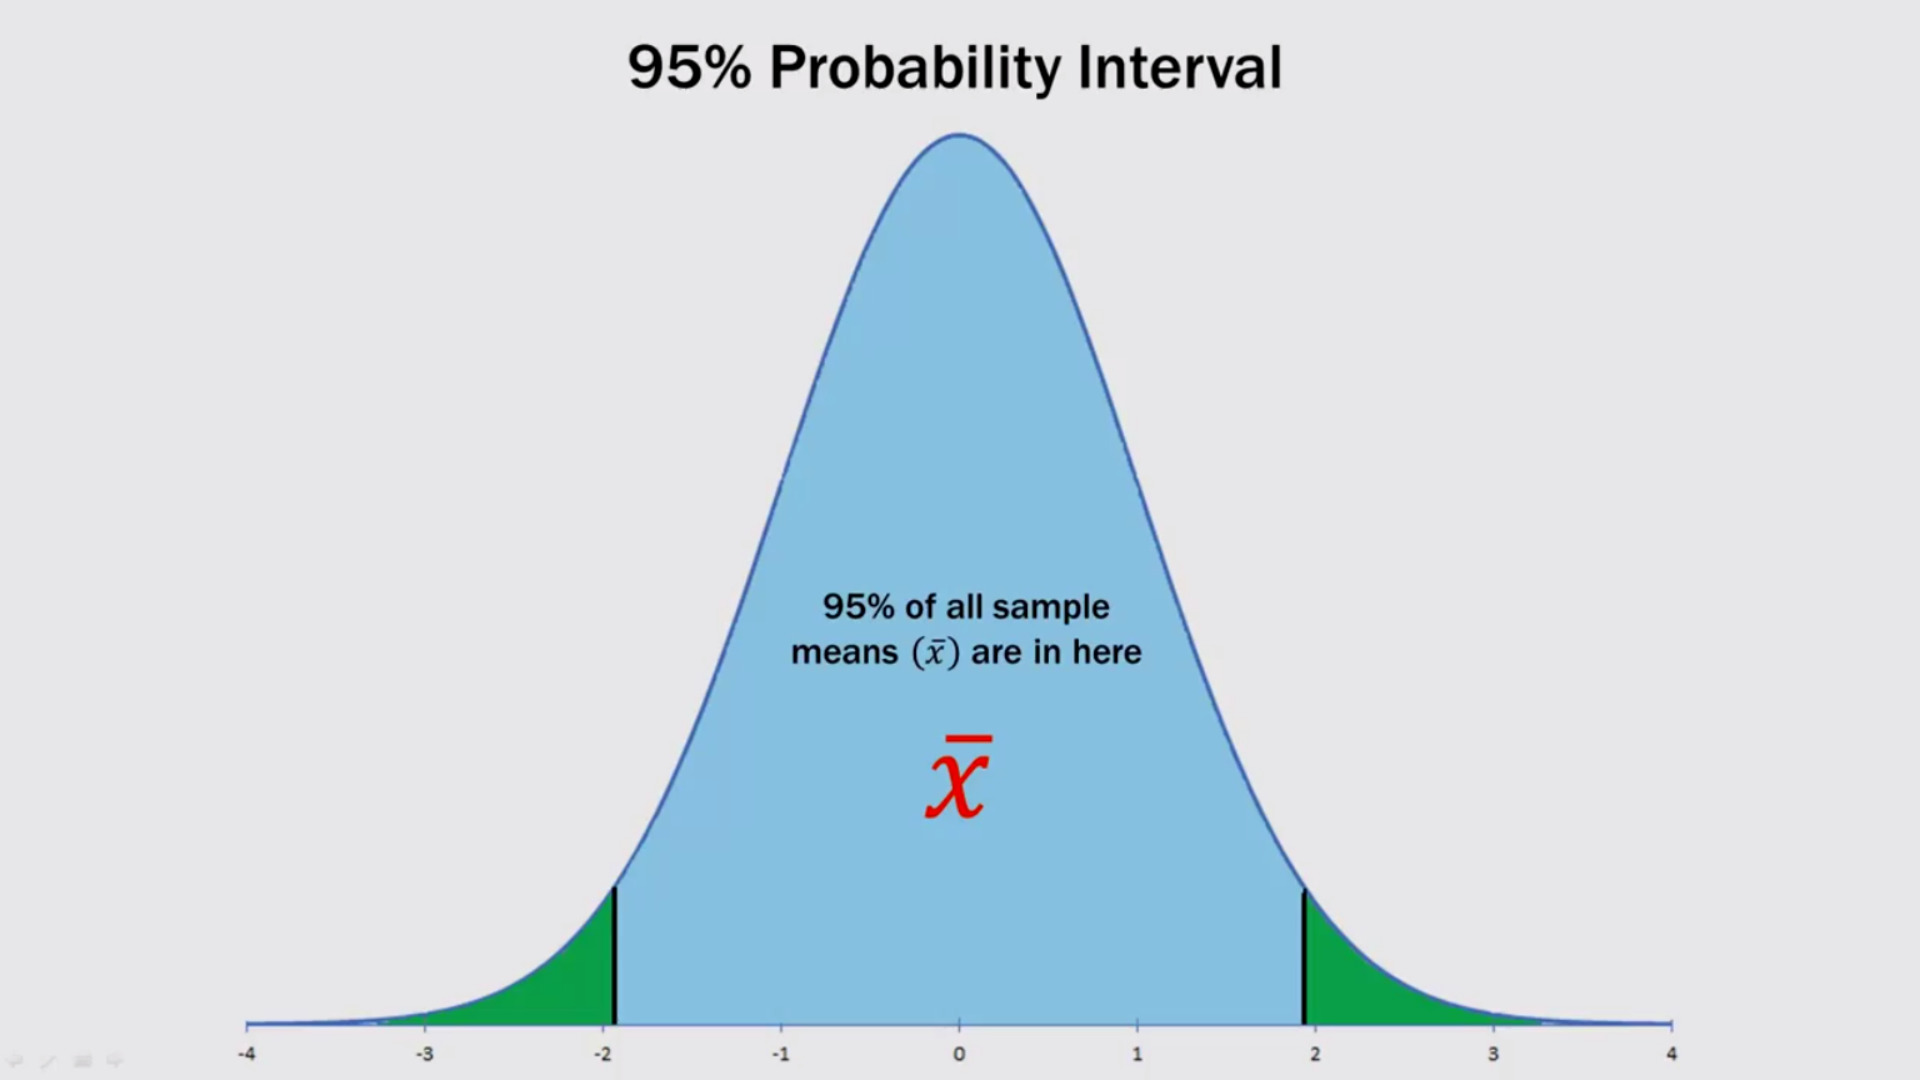 95% Probability Interval
95% of all sample
means (x̄) are in here
x̄
-4 -3 -2 -1 0 1 2 3 4